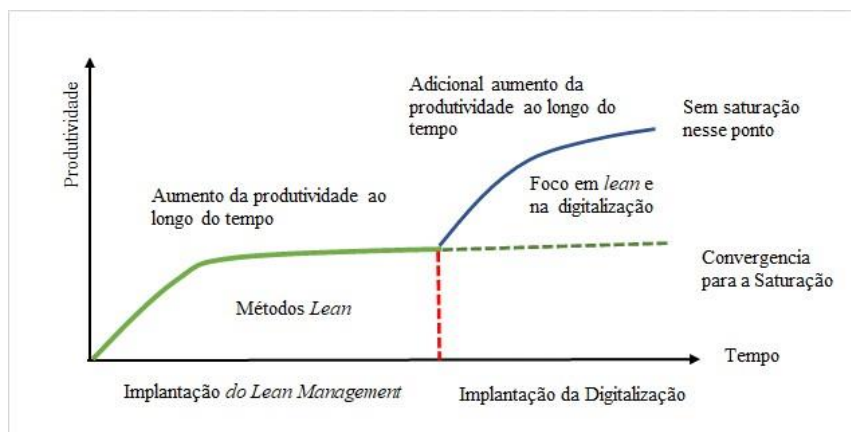 Produtividade
Adicional aumento da
produtividade ao longo do
tempo
Sem saturação
nesse ponto
Aumento da produtividade ao
longo do tempo
Foco em lean e
na digitalização
Métodos Lean
Convergencia
para a Saturação
Tempo
Implantação do Lean Management
Implantação da Digitalização